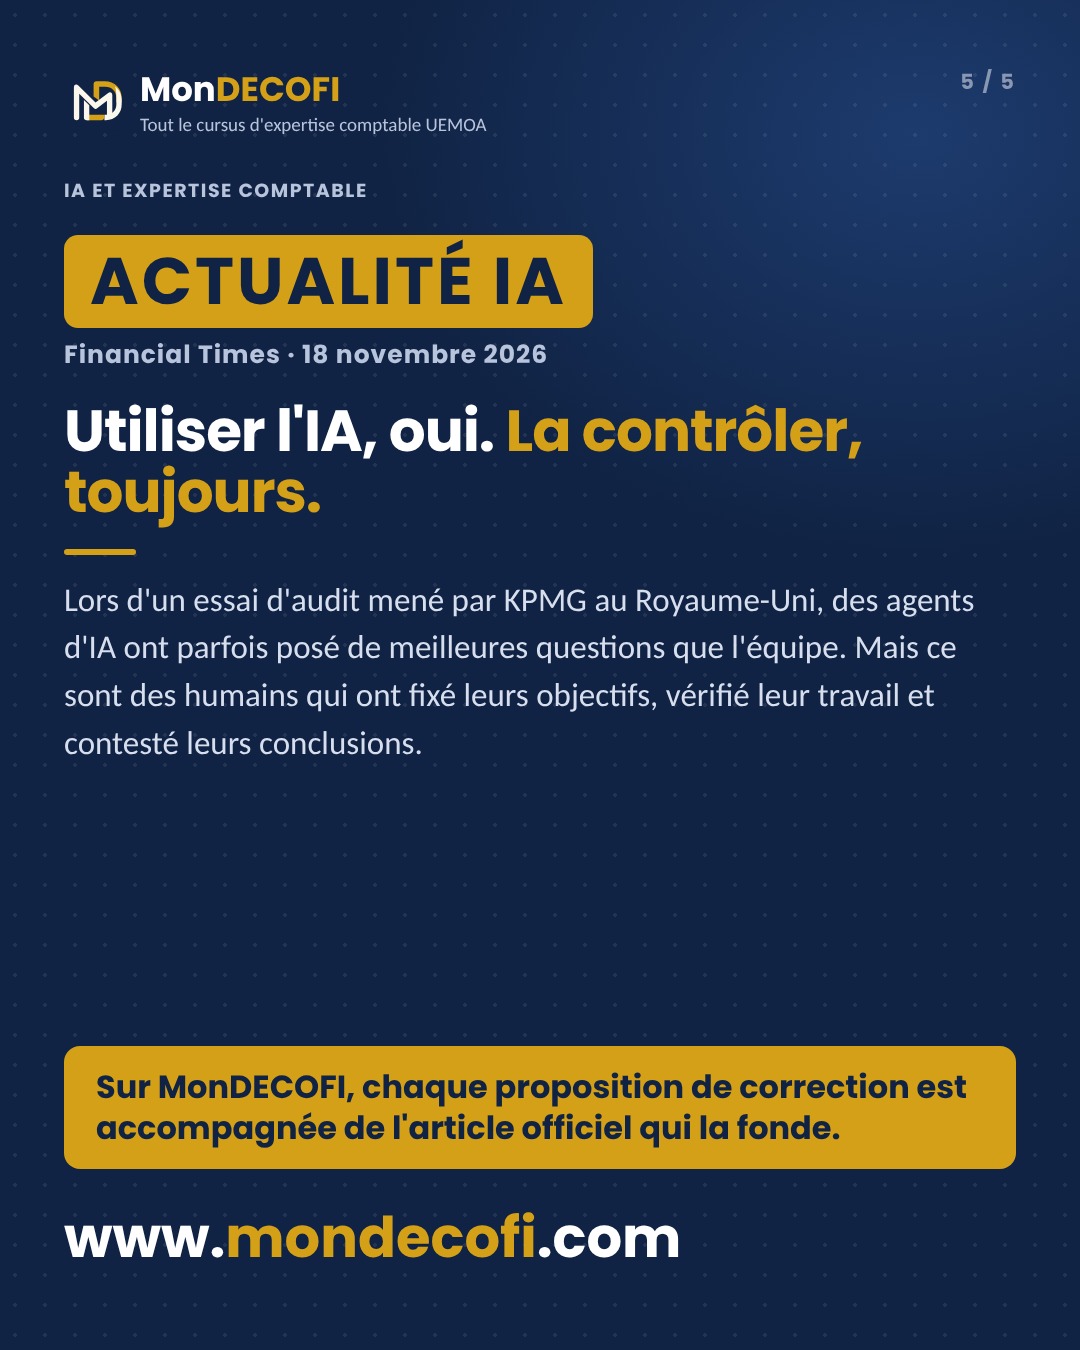 MonDECOFI
Tout le cursus d'expertise comptable UEMOA
5 / 5
IA ET EXPERTISE COMPTABLE
ACTUALITÉ IA
Financial Times · 18 novembre 2026
Utiliser l'IA, oui. La contrôler,
toujours.
Lors d'un essai d'audit mené par KPMG au Royaume-Uni, des agents
d'IA ont parfois posé de meilleures questions que l'équipe. Mais ce
sont des humains qui ont fixé leurs objectifs, vérifié leur travail et
contesté leurs conclusions.
Sur MonDECOFI, chaque proposition de correction est
accompagnée de l'article officiel qui la fonde.
www.mondecofi.com